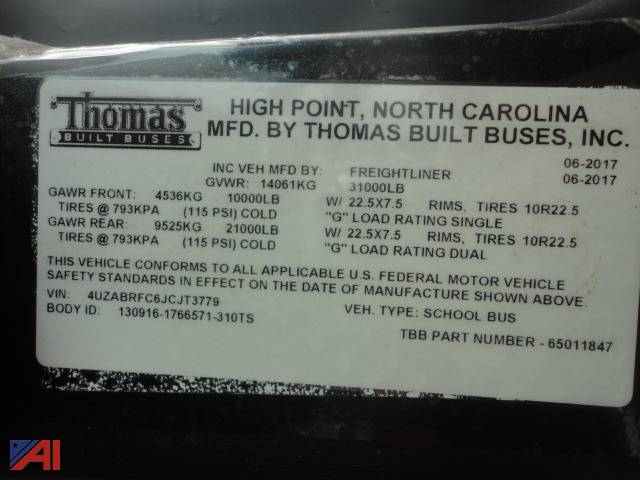 Thomas
BUILT BUSES
HIGH POINT, NORTH CAROLINA
MFD. BY THOMAS BUILT BUSES, INC.
06-2017
INC VEH MFD BY: FREIGHTLINER 06-2017
GVWR: 14061KG 31000LB
GAWR FRONT: 4536KG 10000LB W/ 22.5X7.5 RIMS, TIRES 10R22.5
TIRES @ 793KPA (115 PSI) COLD "G" LOAD RATING SINGLE
GAWR REAR: 9525KG 21000LB W/ 22.5X7.5 RIMS, TIRES 10R22.5
TIRES @ 793KPA (115 PSI) COLD "G" LOAD RATING DUAL
THIS VEHICLE CONFORMS TO ALL APPLICABLE U.S. FEDERAL MOTOR VEHICLE
SAFETY STANDARDS IN EFFECT ON THE DATE OF MANUFACTURE SHOWN ABOVE.
VIN: 4UZABRFC6JCJT3779 VEH. TYPE: SCHOOL BUS
BODY ID: 130916-1766571-310TS
TBB PART NUMBER - 65011847
AI